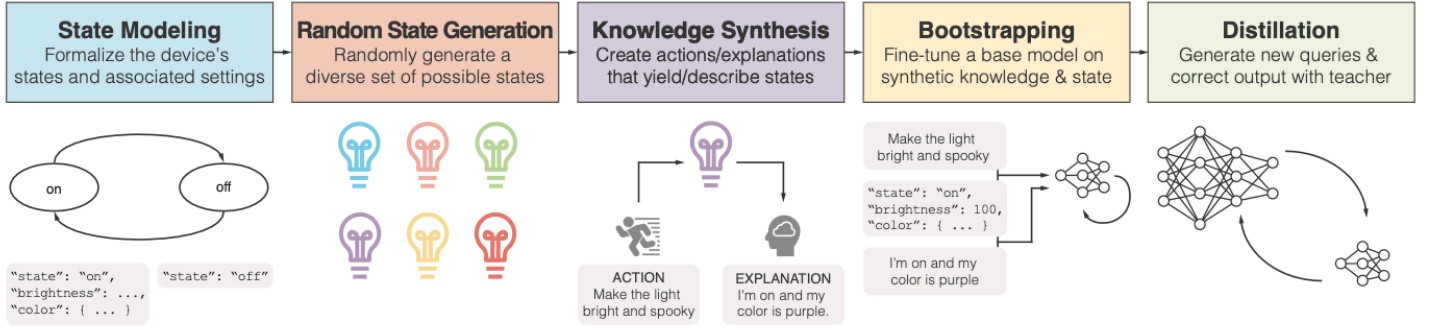 State Modeling
Formalize the device's
states and associated settings
Random State Generation
Randomly generate a
diverse set of possible states
Knowledge Synthesis
Create actions/explanations
that yield/describe states
Bootstrapping
Fine-tune a base model on
synthetic knowledge & state
Distillation
Generate new queries &
correct output with teacher
on
off
"state": "on",
"brightness": ...,
"color": { ... }
"state": "off"
ACTION
Make the light
bright and spooky
EXPLANATION
I'm on and my
color is purple.
Make the light
bright and spooky
"state": "on",
"brightness": 100,
"color": { ... }
I'm on and my
color is purple